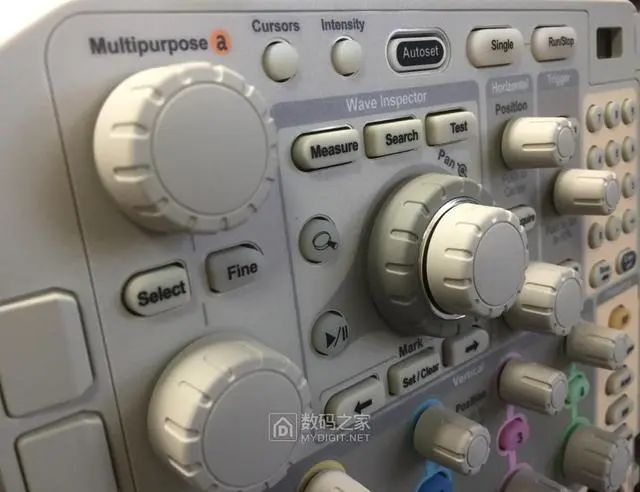 Multipurpose a
Cursors
Intensity
Autoset
Single
Run/Stop
Wave Inspector
Horizontal
Trigger
Position
Measure
Search
Test
Pan
Select
Fine
Mark
Set / Clear
Vertical
Position
3
数码之家
MYDIGIT.NET